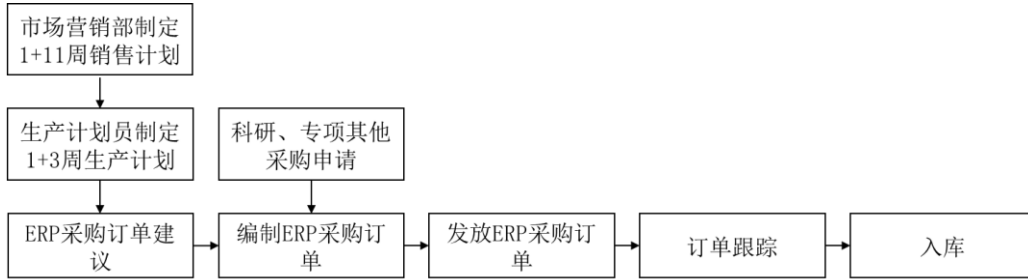 市场营销部制定
1+11周销售计划
生产计划员制定
1+3周生产计划
科研、专项其他
采购申请
ERP采购订单建
议
编制ERP采购订
单
发放ERP采购订
单
订单跟踪
入库